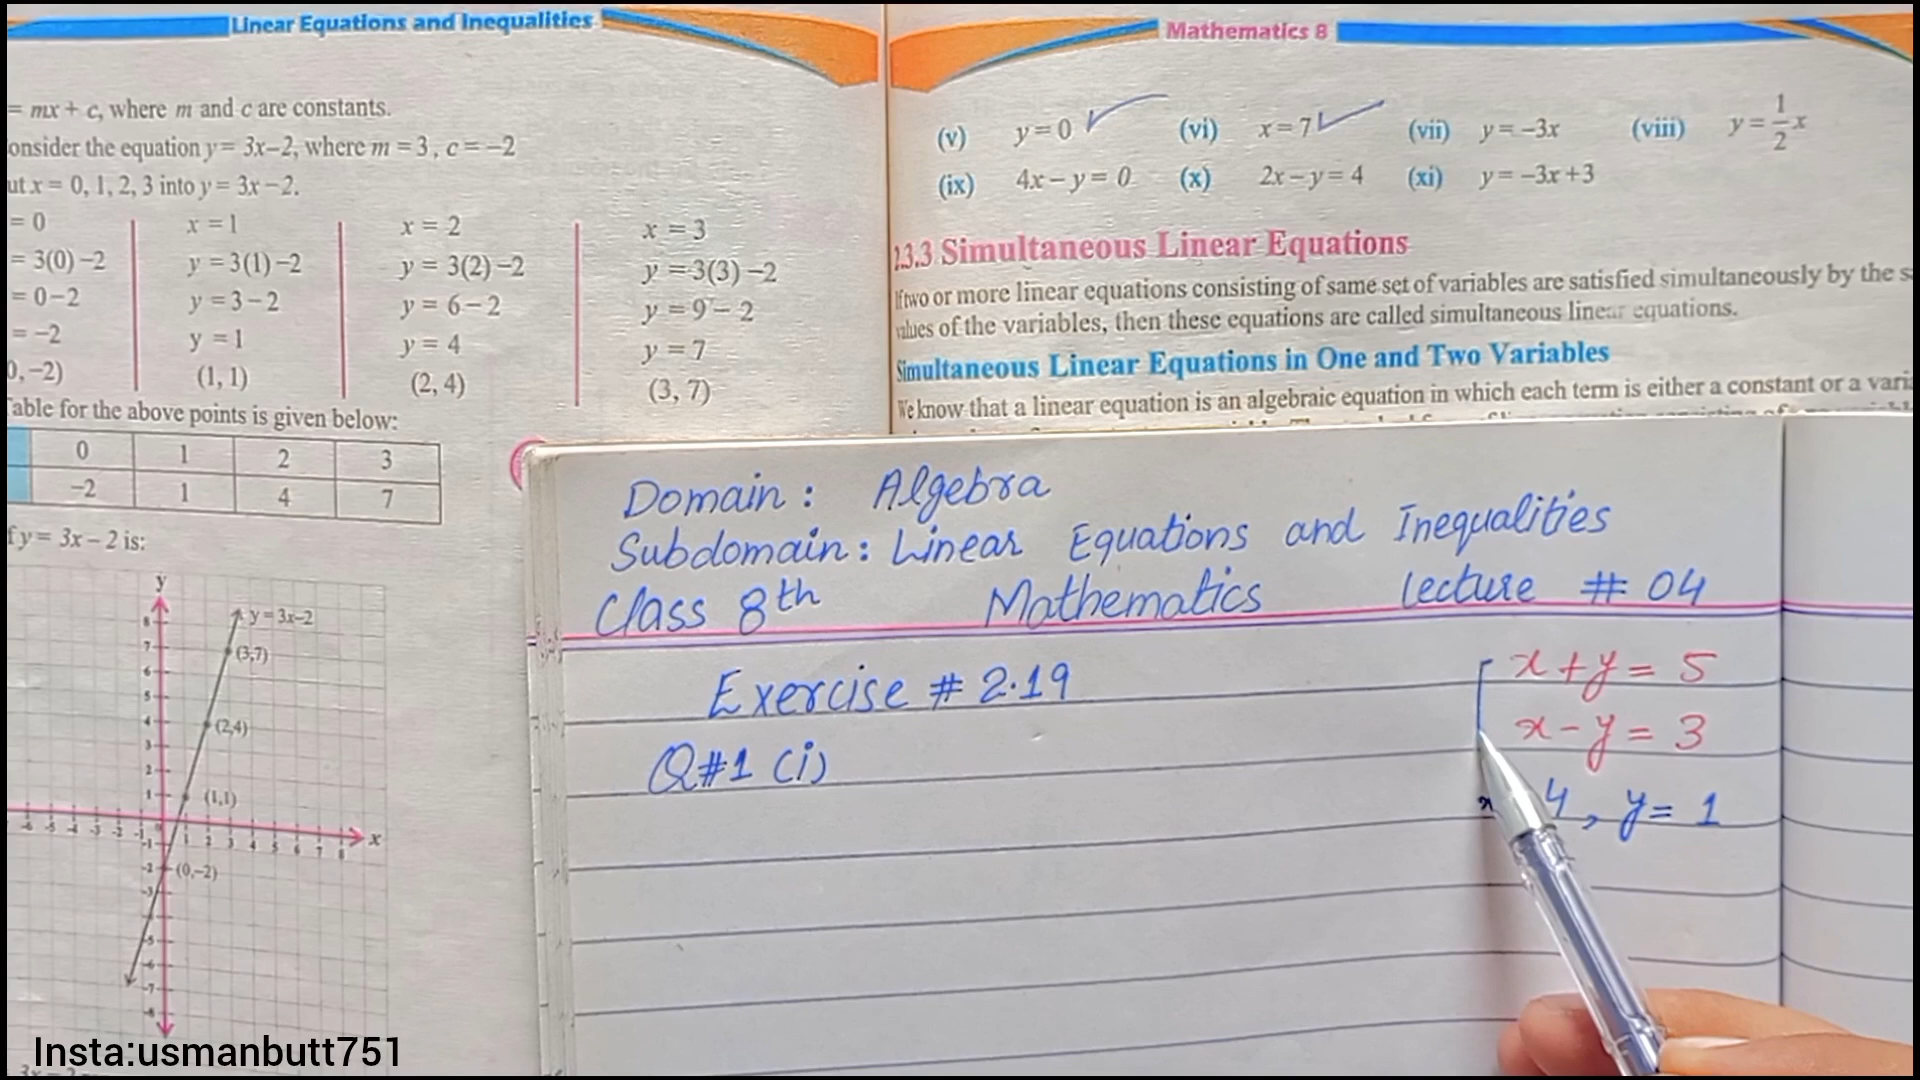 Linear Equations and Inequalities
= mx + c, where m and c are constants.
onsider the equation y = 3x–2, where m = 3, c = –2
ut x = 0, 1, 2, 3 into y = 3x – 2.
= 0 x = 1 x = 2 x = 3
= 3(0) –2 y = 3(1) –2 y = 3(2) –2 y = 3(3) –2
= 0 – 2 y = 3 – 2 y = 6 – 2 y = 9 – 2
= –2 y = 1 y = 4 y = 7
0, –2) (1, 1) (2, 4) (3, 7)
able for the above points is given below:
0 1 2 3
–2 1 4 7
f y = 3x – 2 is:
y
y = 3x–2
(3,7)
(2,4)
(1,1)
x
(0,–2)
Insta:usmanbutt751
Mathematics 8
(v) y = 0 (vi) x = 7 (vii) y = –3x (viii) y = 1/2 x
(ix) 4x – y = 0 (x) 2x – y = 4 (xi) y = –3x +3
2.3.3 Simultaneous Linear Equations
If two or more linear equations consisting of same set of variables are satisfied simultaneously by the s
values of the variables, then these equations are called simultaneous linear equations.
Simultaneous Linear Equations in One and Two Variables
We know that a linear equation is an algebraic equation in which each term is either a constant or a vari
Domain: Algebra
Subdomain: Linear Equations and Inequalities
Class 8th Mathematics Lecture # 04
Exercise # 2.19
Q#1 (i)
x + y = 5
x - y = 3
x 4, y = 1